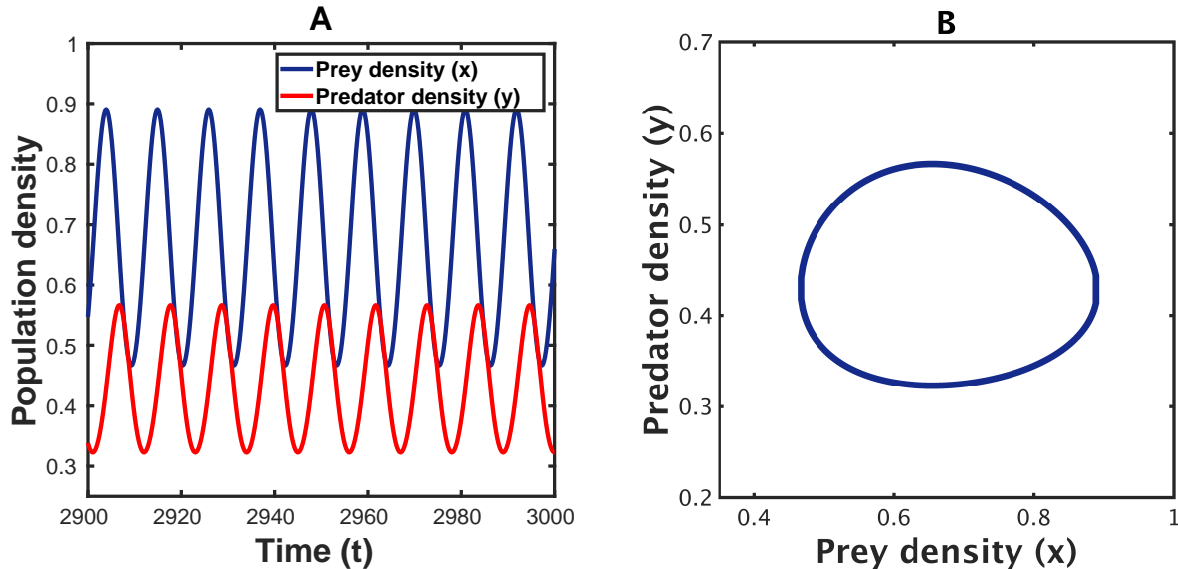 A
Population density
1
0.9
0.8
0.7
0.6
0.5
0.4
0.3
Prey density (x)
Predator density (y)
2900 2920 2940 2960 2980 3000
Time (t)
B
Predator density (y)
0.7
0.6
0.5
0.4
0.3
0.2
0.4 0.6 0.8 1
Prey density (x)